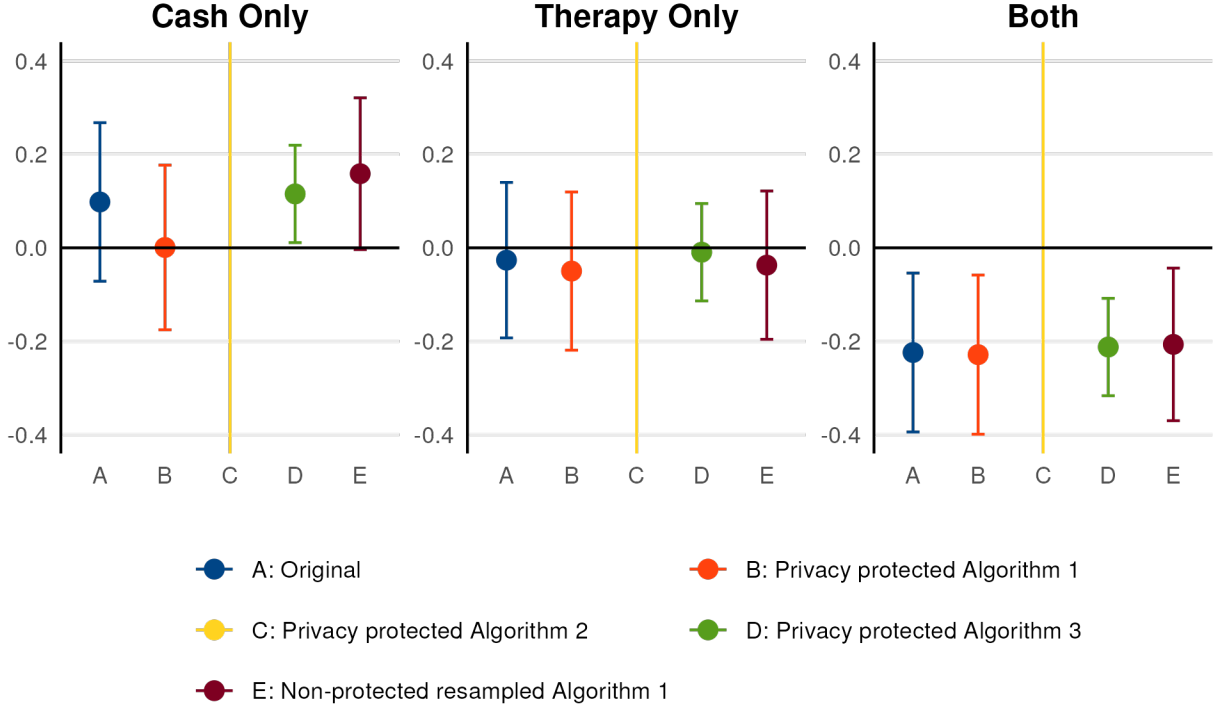 Cash Only Therapy Only Both
0.4 0.4 0.4
0.2 0.2 0.2
0.0 0.0 0.0
-0.2 -0.2 -0.2
-0.4 -0.4 -0.4
A B C D E A B C D E A B C D E
A: Original B: Privacy protected Algorithm 1
C: Privacy protected Algorithm 2 D: Privacy protected Algorithm 3
E: Non-protected resampled Algorithm 1